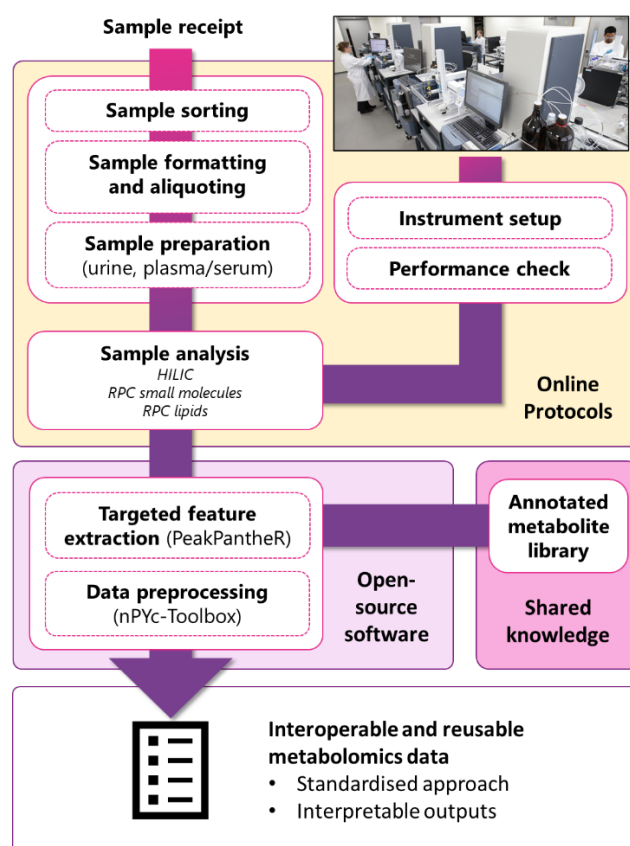 Sample receipt
Sample sorting
Sample formatting
and aliquoting
Sample preparation
(urine, plasma/serum)
Instrument setup
Performance check
Sample analysis
HILIC
RPC small molecules
RPC lipids
Online
Protocols
Targeted feature
extraction (PeakPantheR)
Data preprocessing
(nPYc-Toolbox)
Open-
source
software
Annotated
metabolite
library
Shared
knowledge
Interoperable and reusable
metabolomics data
• Standardised approach
• Interpretable outputs